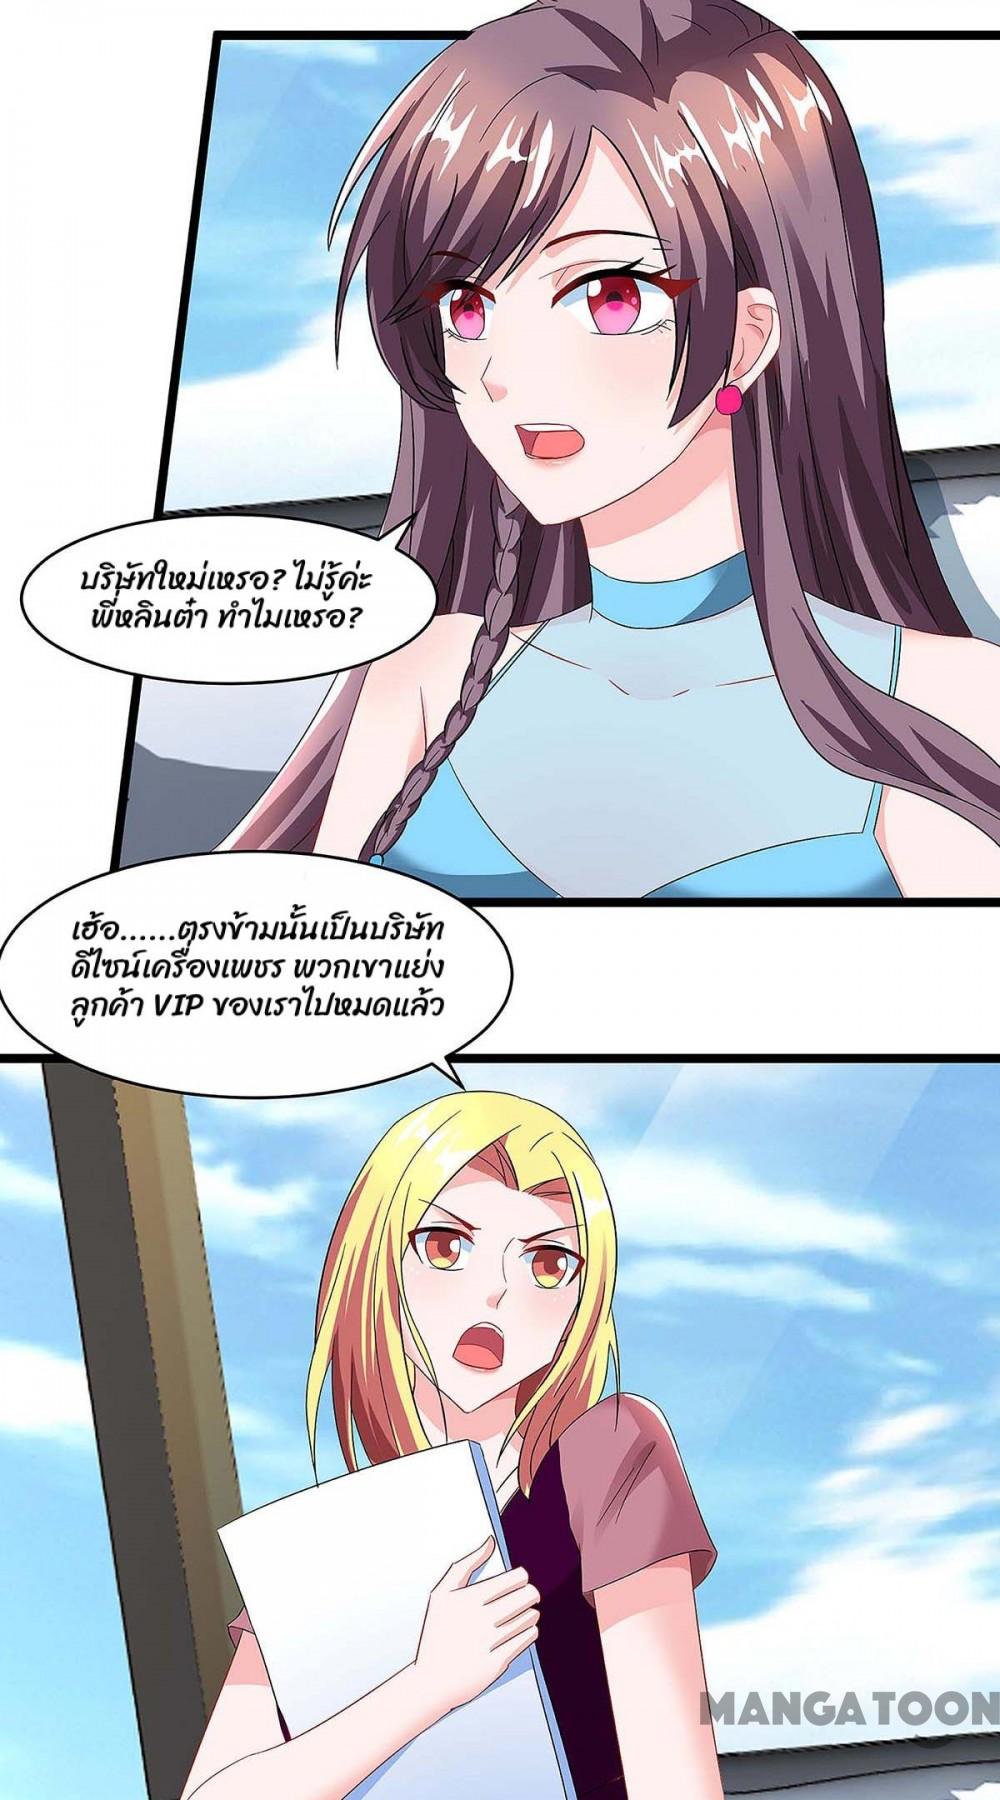 บริษัทใหม่เหรอ? ไม่รู้ค่ะ
พี่หลินต๋า ทำไมเหรอ?
เฮ้อ......ตรงข้ามนั้นเป็นบริษัท
ดีไซน์เครื่องเพชร พวกเขาแย่ง
ลูกค้า VIP ของเราไปหมดแล้ว
MANGATOON